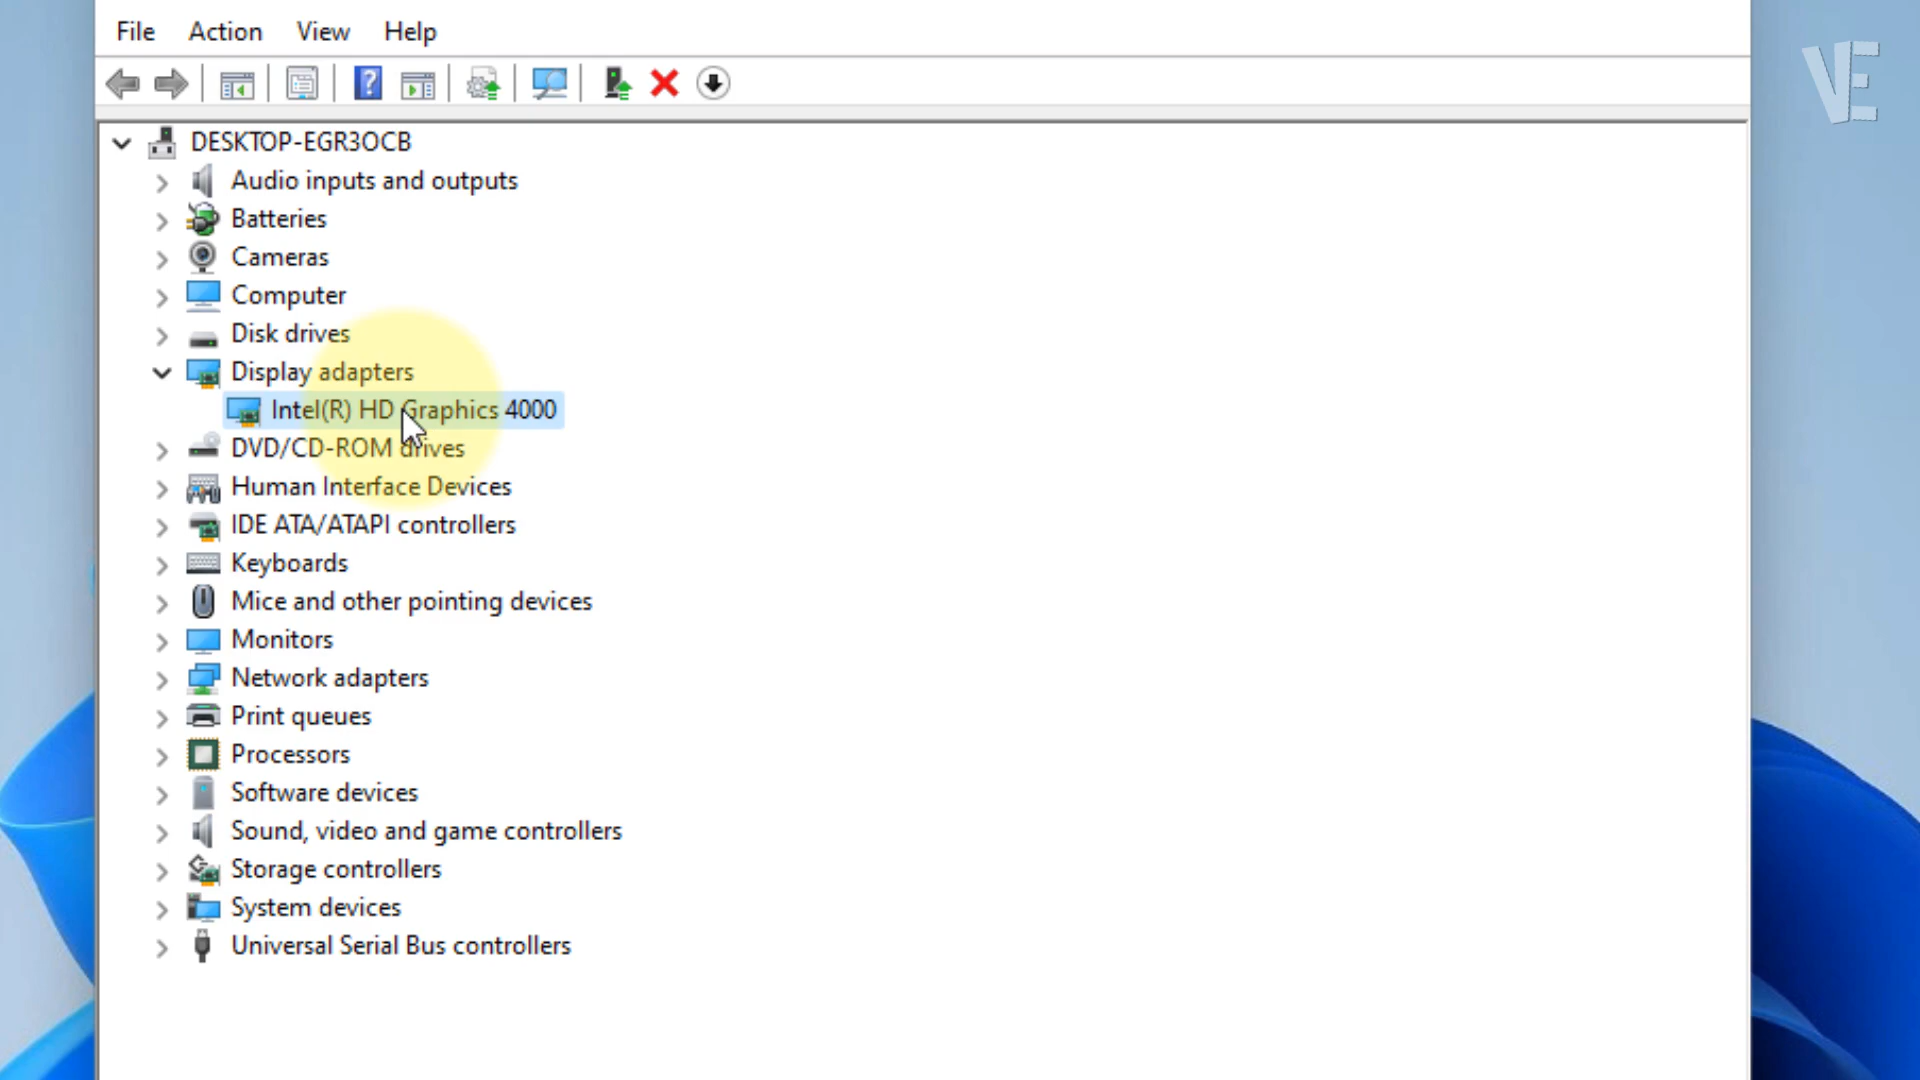 File Action View Help
DESKTOP-EGR3OCB
Audio inputs and outputs
Batteries
Cameras
Computer
Disk drives
Display adapters
Intel(R) HD Graphics 4000
DVD/CD-ROM drives
Human Interface Devices
IDE ATA/ATAPI controllers
Keyboards
Mice and other pointing devices
Monitors
Network adapters
Print queues
Processors
Software devices
Sound, video and game controllers
Storage controllers
System devices
Universal Serial Bus controllers
VE